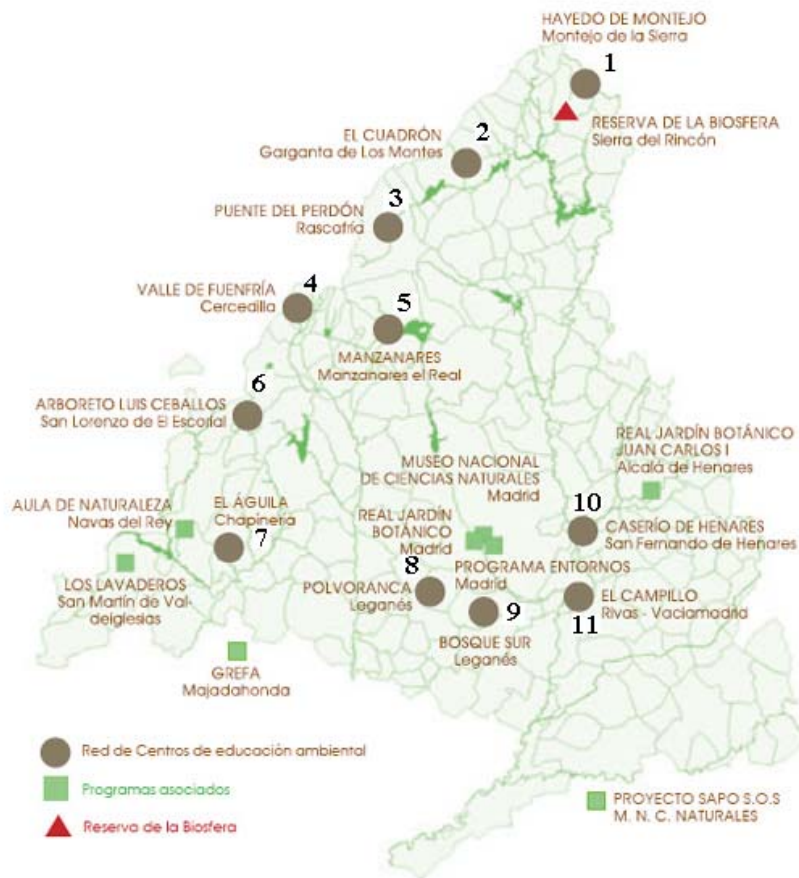 HAYEDO DE MONTEJO
Montejo de la Sierra
1
RESERVA DE LA BIOSFERA
Sierra del Rincón
EL CUADRÓN
Garganta de Los Montes
2
PUENTE DEL PERDÓN
Rascafría
3
VALLE DE FUENFRÍA
Cercedilla
4
5
MANZANARES
Manzanares el Real
6
ARBORETO LUIS CEBALLOS
San Lorenzo de El Escorial
REAL JARDÍN BOTÁNICO
JUAN CARLOS I
Alcalá de Henares
MUSEO NACIONAL
DE CIENCIAS NATURALES
Madrid
AULA DE NATURALEZA
Navas del Rey
EL ÁGUILA
Chapinería
7
REAL JARDÍN
BOTÁNICO
Madrid
10
CASERÍO DE HENARES
San Fernando de Henares
LOS LAVADEROS
San Martín de Val-
deiglesias
8
POLVORANCA
Leganés
PROGRAMA ENTORNOS
Madrid
9
BOSQUE SUR
Leganés
EL CAMPILLO
Rivas - Vaciamadrid
11
GREFA
Majadahonda
Red de Centros de educación ambiental
Programas asociados
Reserva de la Biosfera
PROYECTO SAPO S.O.S
M. N. C. NATURALES